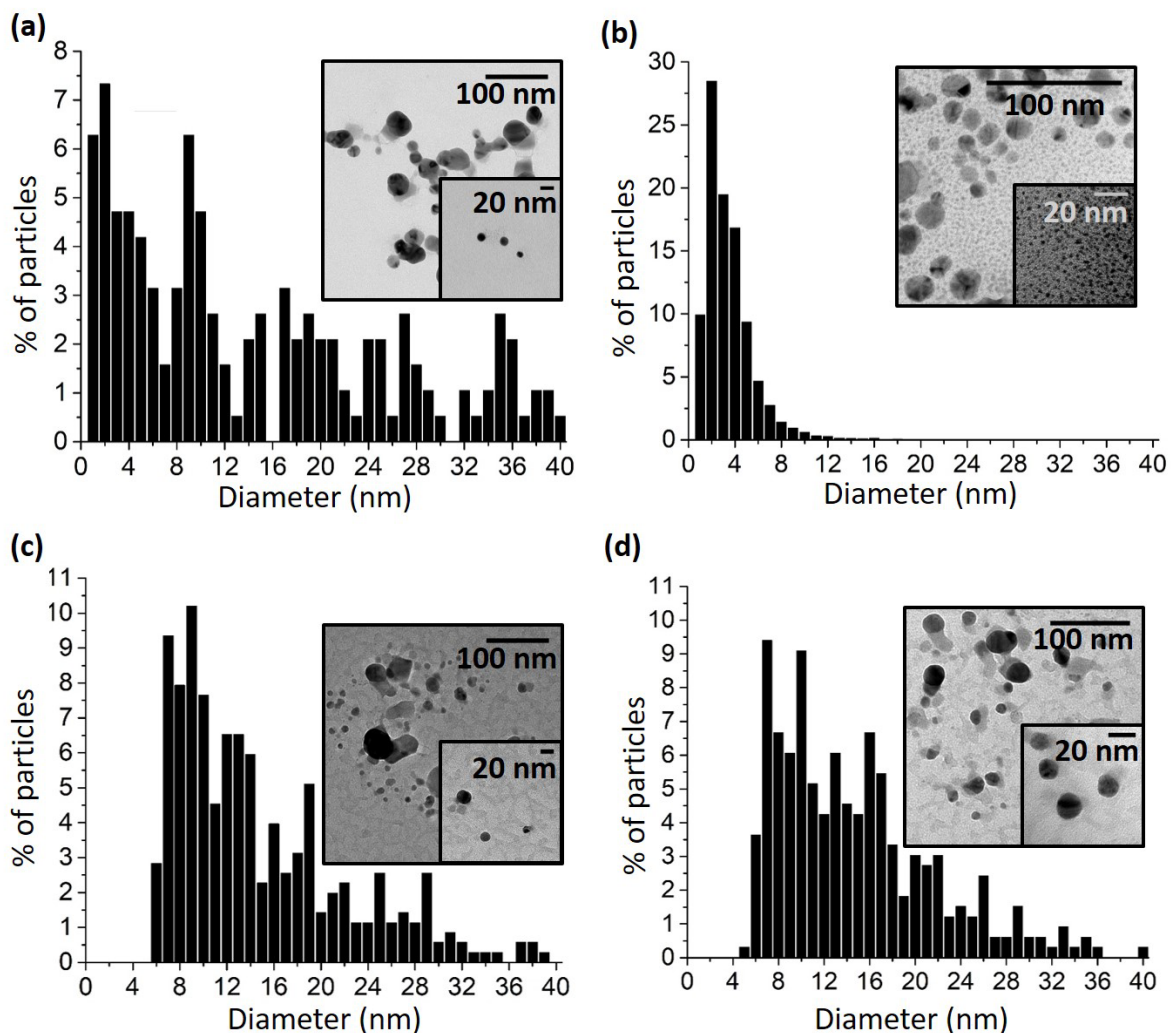 (a)
8
7
6
5
4
3
2
1
0
% of particles
100 nm
20 nm
0 4 8 12 16 20 24 28 32 36 40
Diameter (nm)
(b)
30
25
20
15
10
5
0
% of particles
100 nm
20 nm
0 4 8 12 16 20 24 28 32 36 40
Diameter (nm)
(c)
11
10
9
8
7
6
5
4
3
2
1
0
% of particles
100 nm
20 nm
0 4 8 12 16 20 24 28 32 36 40
Diameter (nm)
(d)
11
10
9
8
7
6
5
4
3
2
1
0
% of particles
100 nm
20 nm
0 4 8 12 16 20 24 28 32 36 40
Diameter (nm)